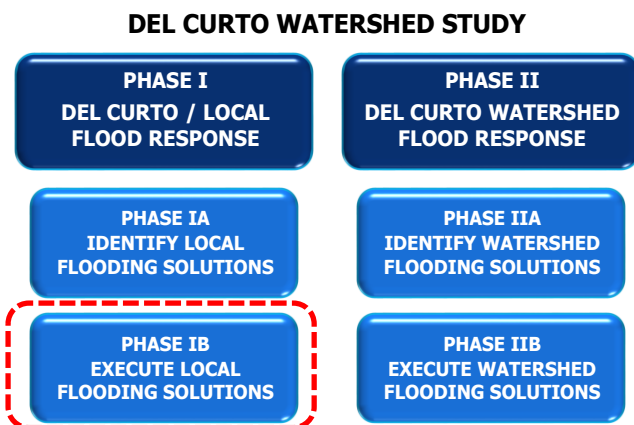 DEL CURTO WATERSHED STUDY
PHASE I
DEL CURTO / LOCAL
FLOOD RESPONSE
PHASE II
DEL CURTO WATERSHED
FLOOD RESPONSE
PHASE IA
IDENTIFY LOCAL
FLOODING SOLUTIONS
PHASE IIA
IDENTIFY WATERSHED
FLOODING SOLUTIONS
PHASE IB
EXECUTE LOCAL
FLOODING SOLUTIONS
PHASE IIB
EXECUTE WATERSHED
FLOODING SOLUTIONS